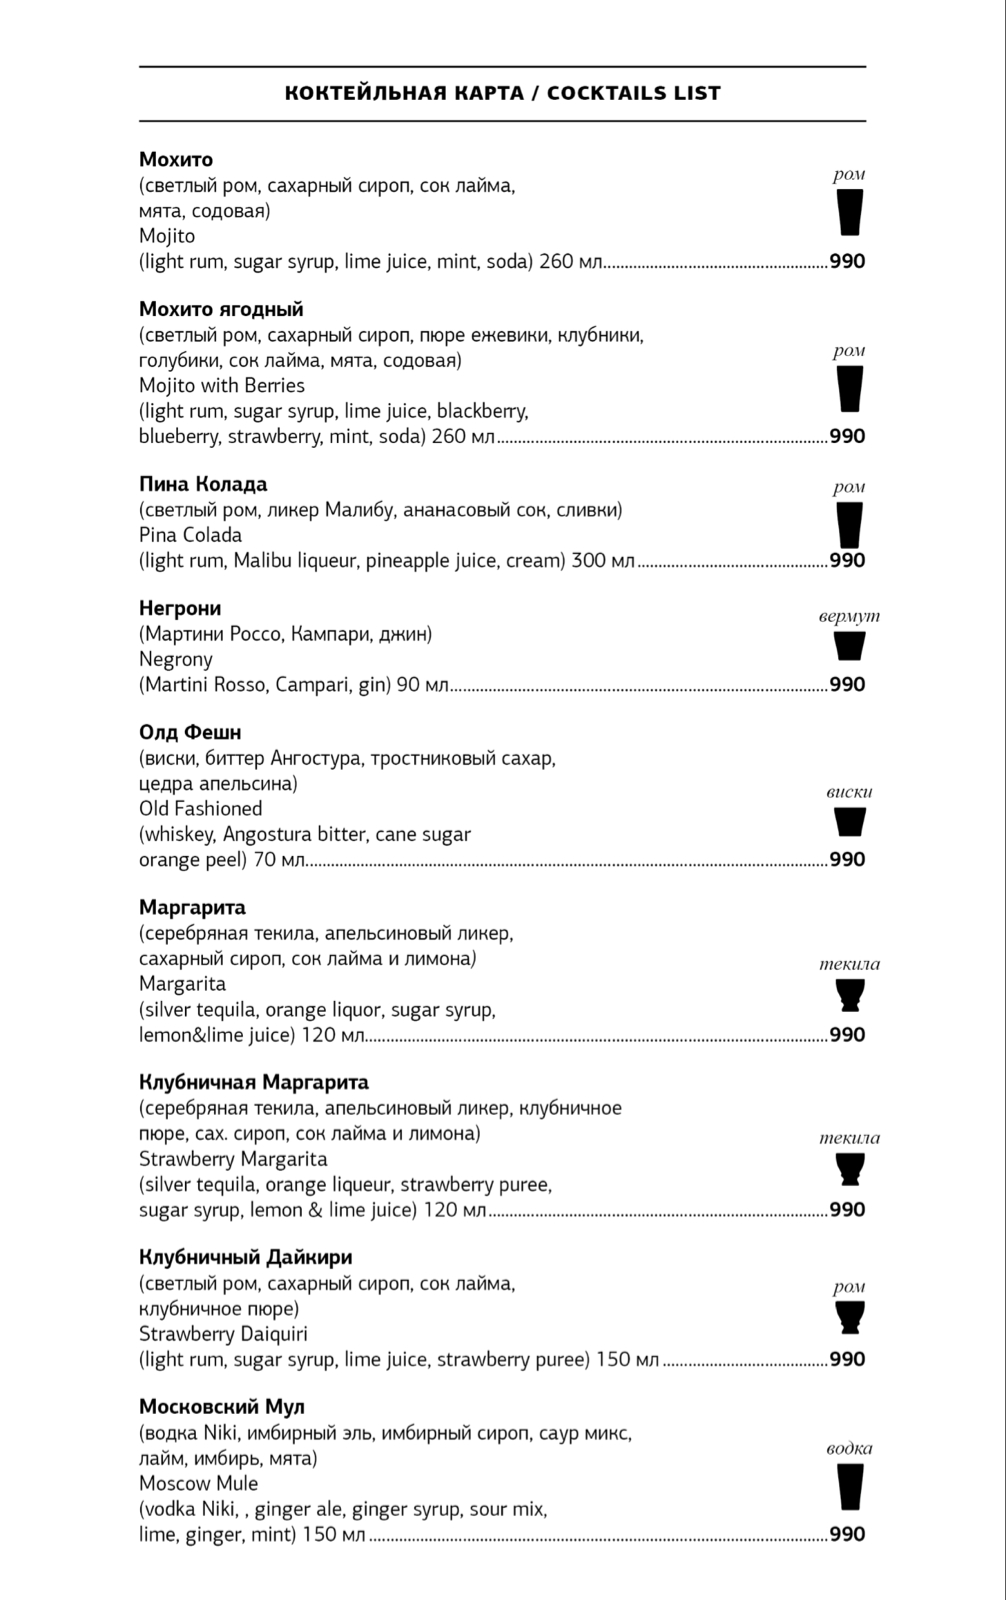 КОКТЕЙЛЬНАЯ КАРТА / COCKTAILS LIST
Мохито
(светлый ром, сахарный сироп, сок лайма,
мята, содовая)
Mojito
(light rum, sugar syrup, lime juice, mint, soda) 260 мл............990
ром
Мохито ягодный
(светлый ром, сахарный сироп, пюре ежевики, клубники,
голубики, сок лайма, мята, содовая)
Mojito with Berries
(light rum, sugar syrup, lime juice, blackberry,
blueberry, strawberry, mint, soda) 260 мл............990
ром
Пина Колада
(светлый ром, ликер Малибу, ананасовый сок, сливки)
Pina Colada
(light rum, Malibu liqueur, pineapple juice, cream) 300 мл............990
ром
Негрони
(Мартини Россо, Кампари, джин)
Negrony
(Martini Rosso, Campari, gin) 90 мл............990
вермут
Олд Фешн
(виски, биттер Ангостура, тростниковый сахар,
цедра апельсина)
Old Fashioned
(whiskey, Angostura bitter, cane sugar
orange peel) 70 мл............990
виски
Маргарита
(серебряная текила, апельсиновый ликер,
сахарный сироп, сок лайма и лимона)
Margarita
(silver tequila, orange liquor, sugar syrup,
lemon&lime juice) 120 мл............990
текила
Клубничная Маргарита
(серебряная текила, апельсиновый ликер, клубничное
пюре, сах. сироп, сок лайма и лимона)
Strawberry Margarita
(silver tequila, orange liqueur, strawberry puree,
sugar syrup, lemon & lime juice) 120 мл............990
текила
Клубничный Дайкири
(светлый ром, сахарный сироп, сок лайма,
клубничное пюре)
Strawberry Daiquiri
(light rum, sugar syrup, lime juice, strawberry puree) 150 мл............990
ром
Московский Мул
(водка Niki, имбирный эль, имбирный сироп, саур микс,
лайм, имбирь, мята)
Moscow Mule
(vodka Niki, , ginger ale, ginger syrup, sour mix,
lime, ginger, mint) 150 мл............990
водка